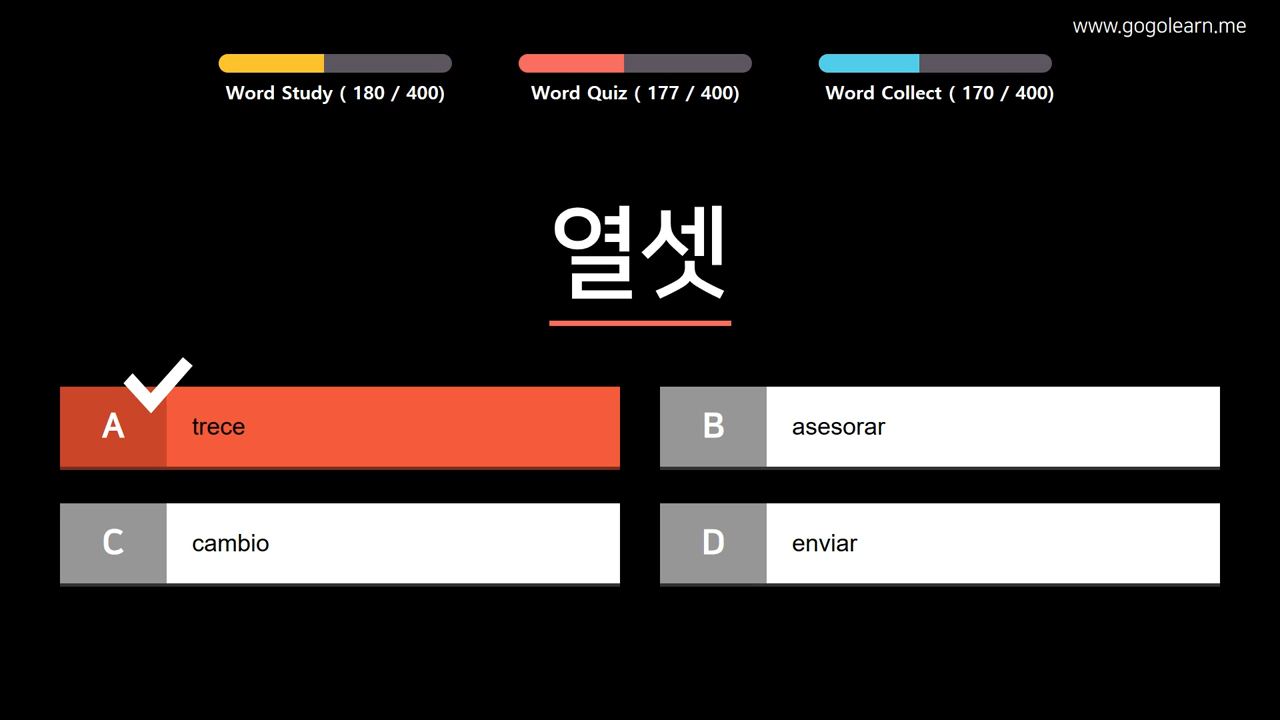 www.gogolearn.me
Word Study ( 180 / 400)
Word Quiz ( 177 / 400)
Word Collect ( 170 / 400)
열셋
A trece
B asesorar
C cambio
D enviar